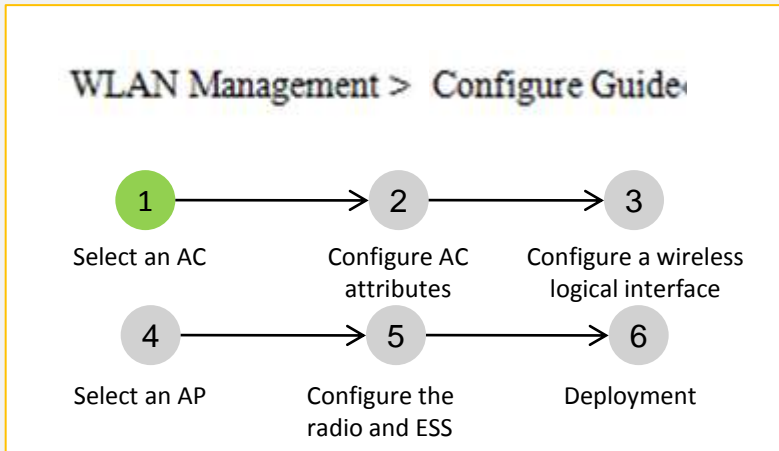 WLAN Management > Configure Guide
1 2 3
Select an AC Configure AC Configure a wireless
attributes logical interface
4 5 6
Select an AP Configure the Deployment
radio and ESS